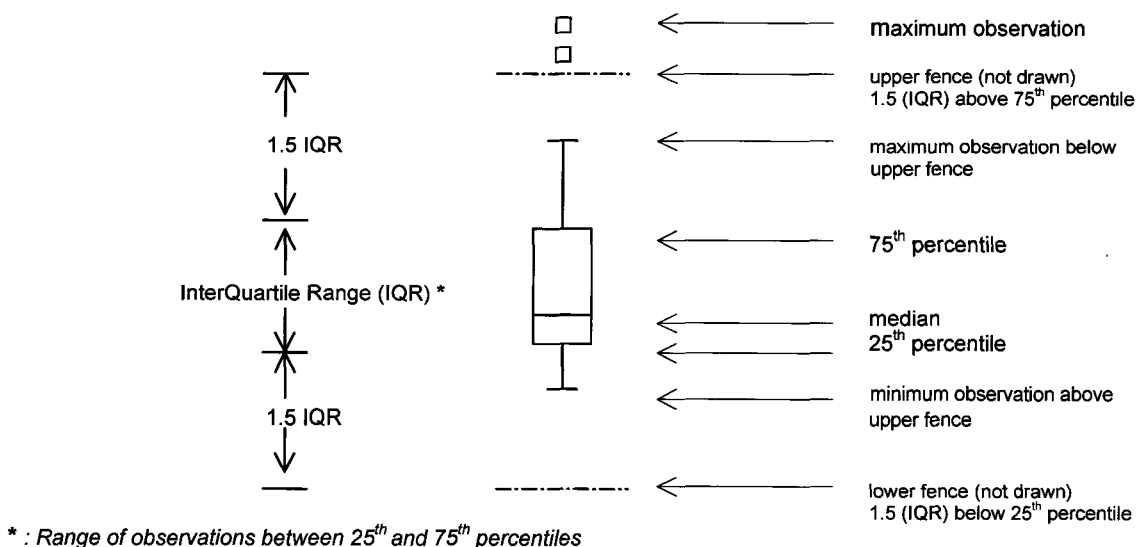 maximum observation
upper fence (not drawn)
1.5 (IQR) above 75th percentile
1.5 IQR
maximum observation below
upper fence
75th percentile
InterQuartile Range (IQR) *
median
25th percentile
minimum observation above
upper fence
1.5 IQR
lower fence (not drawn)
1.5 (IQR) below 25th percentile
* : Range of observations between 25th and 75th percentiles